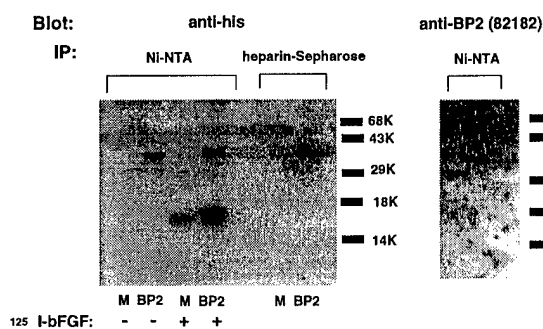 Blot: anti-his anti-BP2 (82182)
IP: Ni-NTA heparin-Sepharose Ni-NTA
68K
43K
29K
18K
14K
M BP2 M BP2 M BP2
125 I-bFGF: - - + +